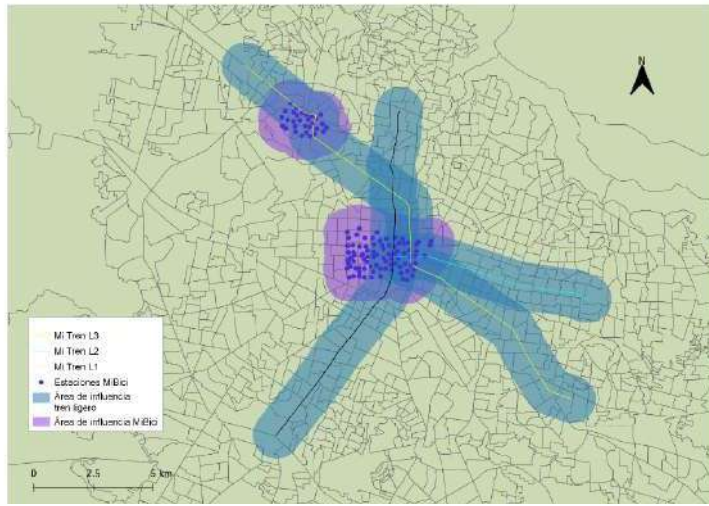 N
Mi Tren L3
Mi Tren L2
Mi Tren L1
Estaciones MiBici
Área de influencia
tren ligero
Área de influencia MiBici
0 2.5 5 km